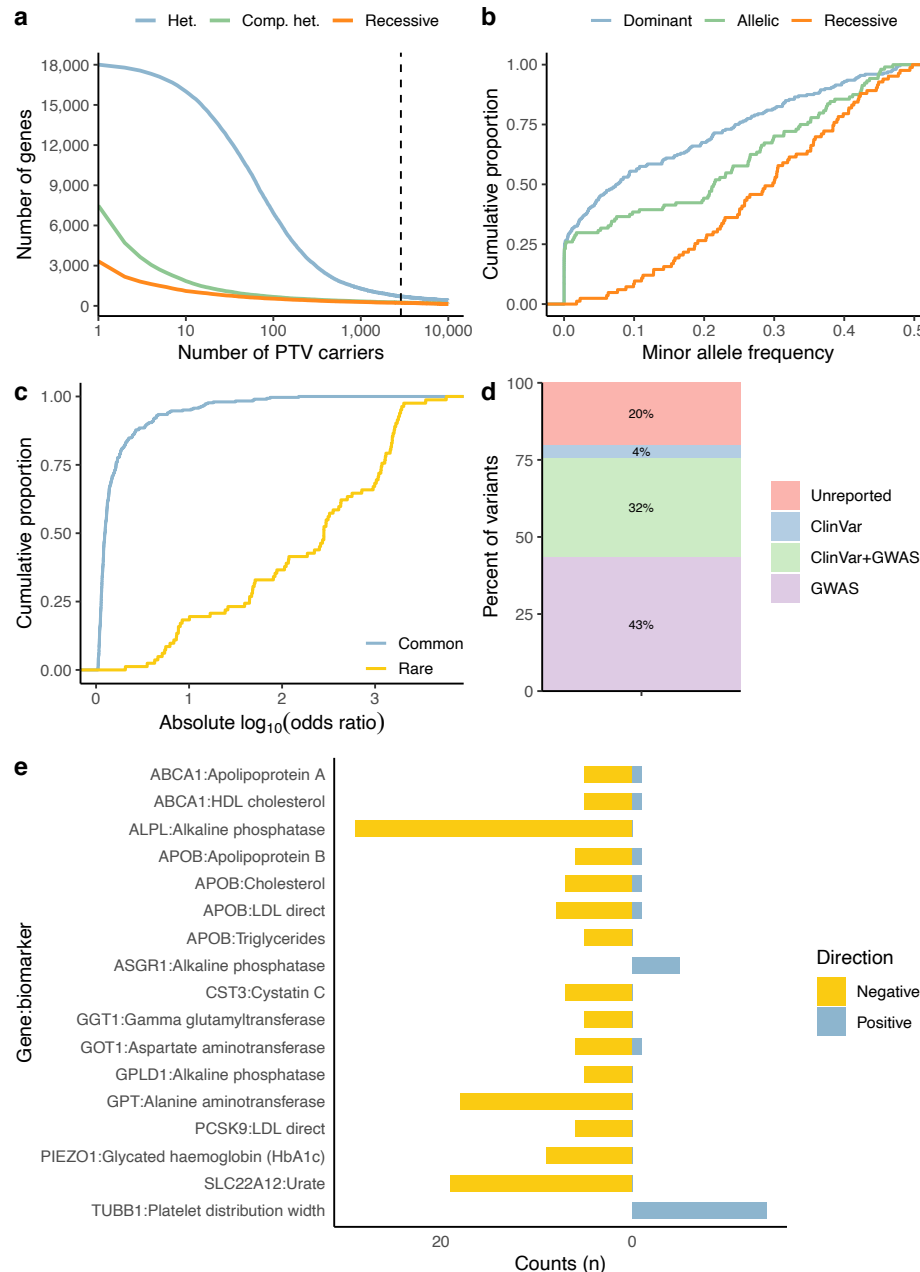 a
Het. Comp. het. Recessive
Number of genes
18,000
15,000
12,000
9,000
6,000
3,000
0
1 10 100 1,000 10,000
Number of PTV carriers
b
Dominant Allelic Recessive
Cumulative proportion
1.00
0.75
0.50
0.25
0.00
0.0 0.1 0.2 0.3 0.4 0.5
Minor allele frequency
c
Cumulative proportion
1.00
0.75
0.50
0.25
0.00
Common
Rare
0 1 2 3
Absolute log10(odds ratio)
d
Percent of variants
100
75
50
25
0
20%
4%
32%
43%
Unreported
ClinVar
ClinVar+GWAS
GWAS
e
Gene:biomarker
ABCA1:Apolipoprotein A
ABCA1:HDL cholesterol
ALPL:Alkaline phosphatase
APOB:Apolipoprotein B
APOB:Cholesterol
APOB:LDL direct
APOB:Triglycerides
ASGR1:Alkaline phosphatase
CST3:Cystatin C
GGT1:Gamma glutamyltransferase
GOT1:Aspartate aminotransferase
GPLD1:Alkaline phosphatase
GPT:Alanine aminotransferase
PCSK9:LDL direct
PIEZO1:Glycated haemoglobin (HbA1c)
SLC22A12:Urate
TUBB1:Platelet distribution width
20 0
Counts (n)
Direction
Negative
Positive